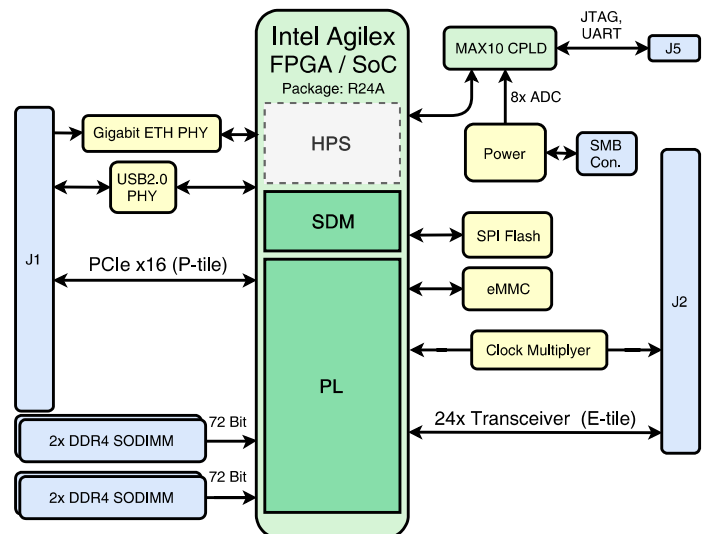 Intel Agilex
FPGA / SoC
Package: R24A
HPS
SDM
PL
MAX10 CPLD
JTAG,
UART
J5
8x ADC
Power
SMB
Con.
J1
Gigabit ETH PHY
USB2.0
PHY
PCIe x16 (P-tile)
SPI Flash
eMMC
J2
Clock Multiplyer
24x Transceiver (E-tile)
72 Bit
2x DDR4 SODIMM
72 Bit
2x DDR4 SODIMM